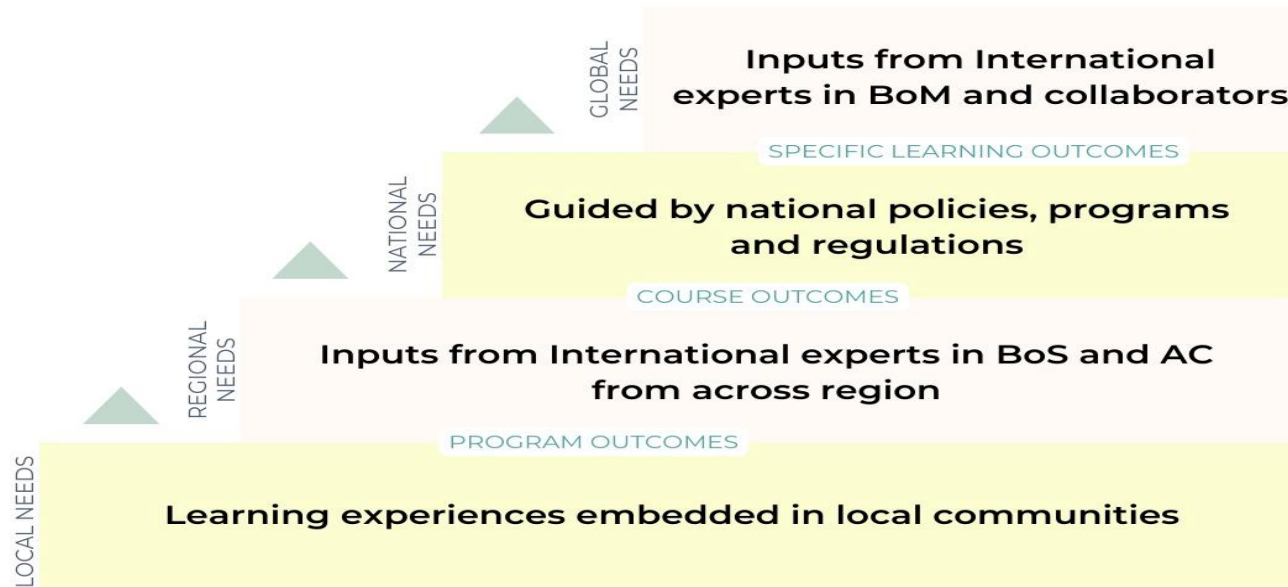 GLOBAL
NEEDS
Inputs from International
experts in BoM and collaborators
SPECIFIC LEARNING OUTCOMES
NATIONAL
NEEDS
Guided by national policies, programs
and regulations
COURSE OUTCOMES
REGIONAL
NEEDS
Inputs from International experts in BoS and AC
from across region
PROGRAM OUTCOMES
LOCAL NEEDS
Learning experiences embedded in local communities